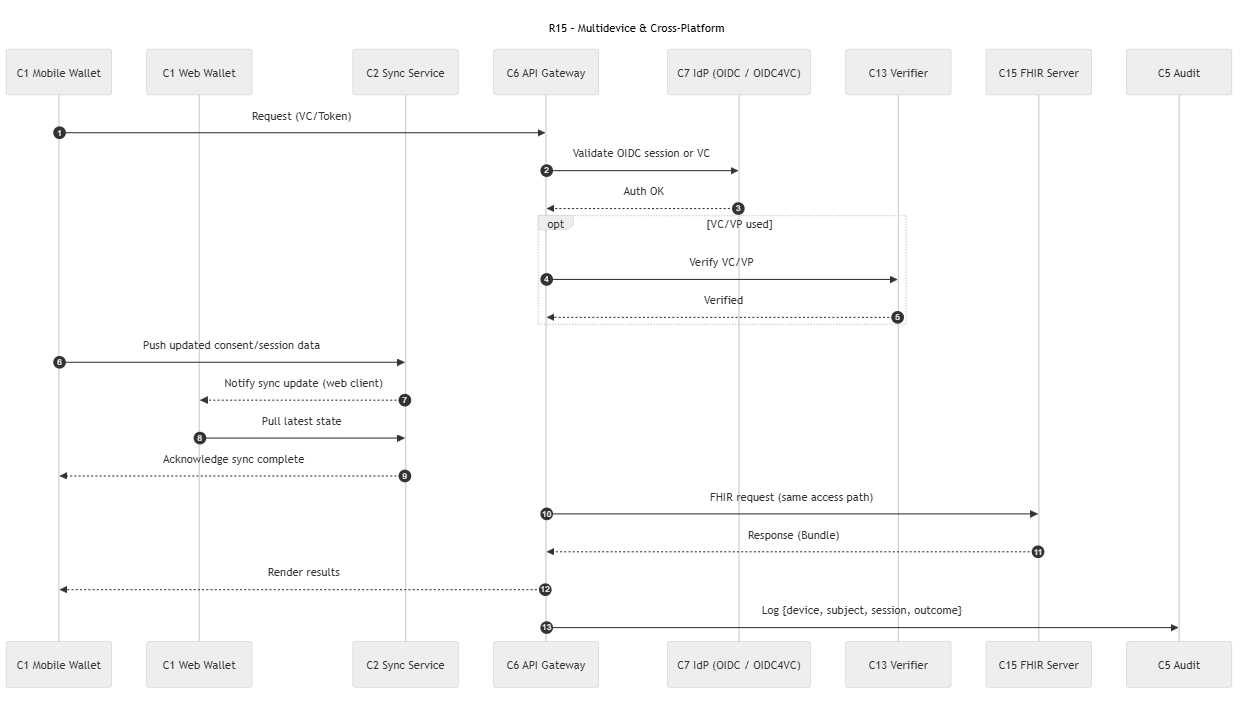 R15 – Multidevice & Cross-Platform
C1 Mobile Wallet
C1 Web Wallet
C2 Sync Service
C6 API Gateway
C7 IdP (OIDC / OIDC4VC)
C13 Verifier
C15 FHIR Server
C5 Audit
Request (VC/Token)
1
Validate OIDC session or VC
2
Auth OK
3
opt
[VC/VP used]
Verify VC/VP
4
Verified
5
Push updated consent/session data
6
Notify sync update (web client)
7
Pull latest state
8
Acknowledge sync complete
9
FHIR request (same access path)
10
Response (Bundle)
11
Render results
12
Log {device, subject, session, outcome}
13
C1 Mobile Wallet
C1 Web Wallet
C2 Sync Service
C6 API Gateway
C7 IdP (OIDC / OIDC4VC)
C13 Verifier
C15 FHIR Server
C5 Audit